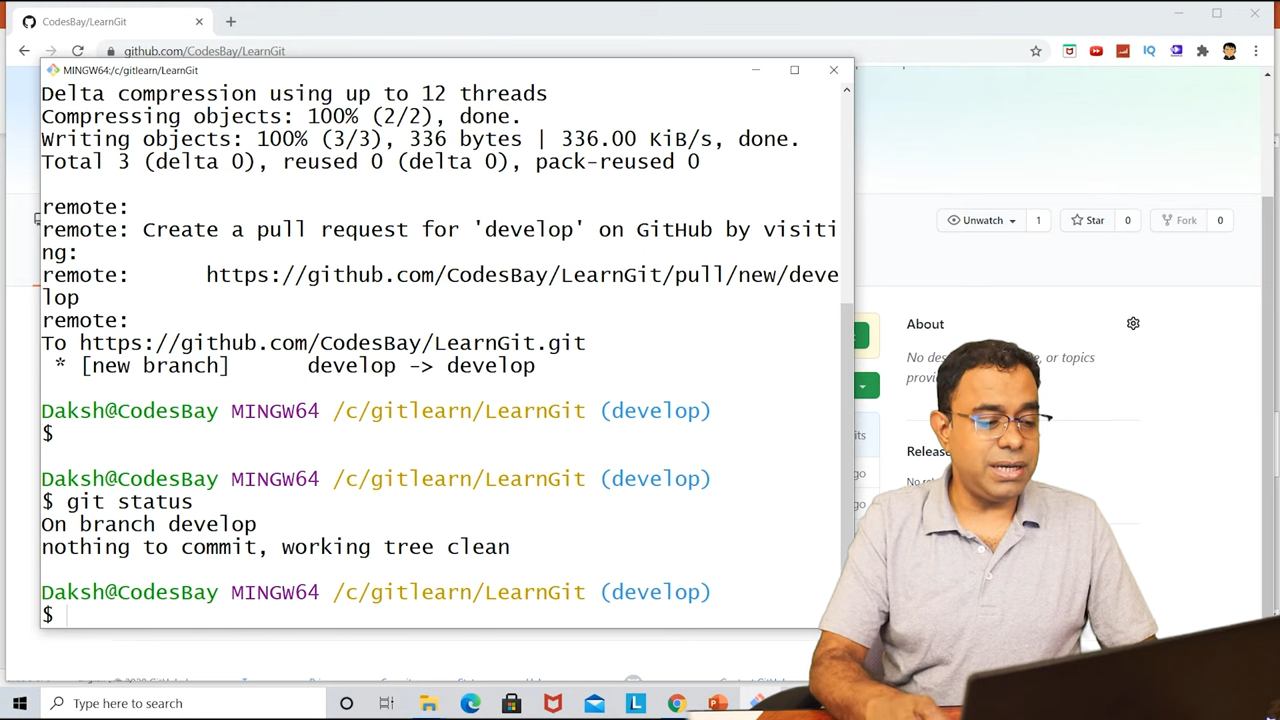 CodesBay/LearnGit
github.com/CodesBay/LearnGit
MINGW64:/c/gitlearn/LearnGit
Delta compression using up to 12 threads
Compressing objects: 100% (2/2), done.
Writing objects: 100% (3/3), 336 bytes | 336.00 KiB/s, done.
Total 3 (delta 0), reused 0 (delta 0), pack-reused 0
remote:
remote: Create a pull request for 'develop' on GitHub by visiti
ng:
remote:      https://github.com/CodesBay/LearnGit/pull/new/deve
lop
remote:
To https://github.com/CodesBay/LearnGit.git
 * [new branch]      develop -> develop
Daksh@CodesBay MINGW64 /c/gitlearn/LearnGit (develop)
$
Daksh@CodesBay MINGW64 /c/gitlearn/LearnGit (develop)
$ git status
On branch develop
nothing to commit, working tree clean
Daksh@CodesBay MINGW64 /c/gitlearn/LearnGit (develop)
$
IQ
Unwatch 1 Star 0 Fork 0
About
No or topics
Type here to search
L